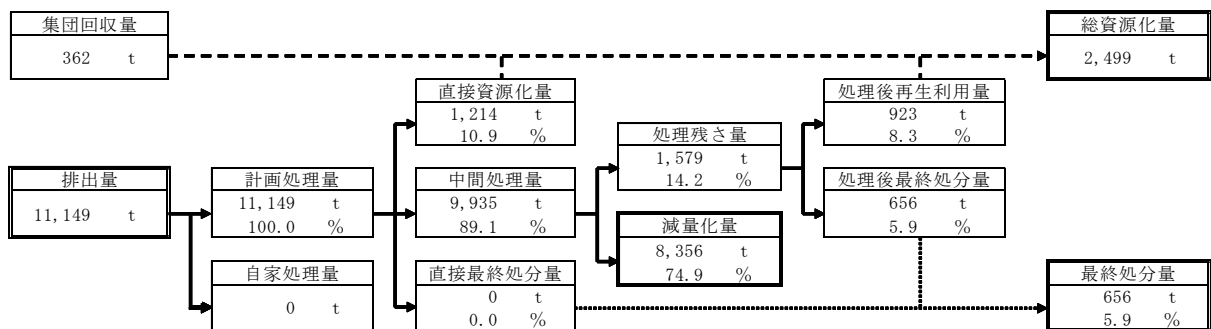 集団回収量
362 t
総資源化量
2,499 t
直接資源化量
1,214 t
10.9 %
処理後再生利用量
923 t
8.3 %
処理残さ量
1,579 t
14.2 %
排出量
11,149 t
計画処理量
11,149 t
100.0 %
中間処理量
9,935 t
89.1 %
処理後最終処分量
656 t
5.9 %
減量化量
8,356 t
74.9 %
自家処理量
0 t
直接最終処分量
0 t
0.0 %
最終処分量
656 t
5.9 %